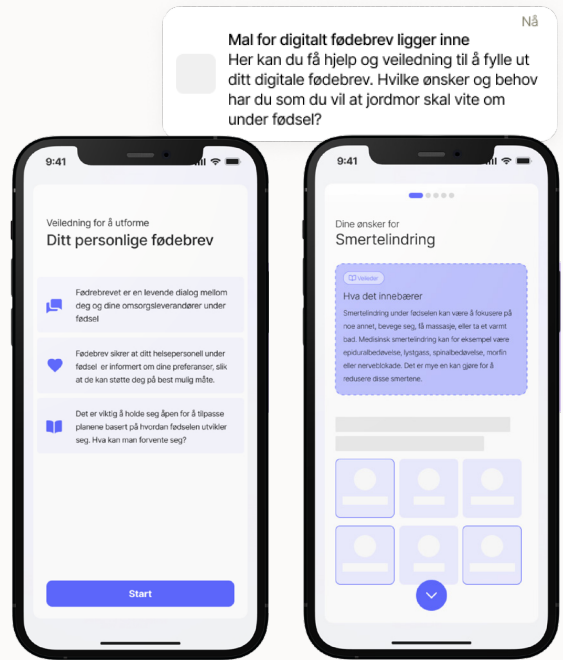 Nå
Mal for digitalt fødebrev ligger inne
Her kan du få hjelp og veiledning til å fylle ut
ditt digitale fødebrev. Hvilke ønsker og behov
har du som du vil at jordmor skal vite om
under fødsel?
9:41
Veiledning for å utforme
Ditt personlige fødebrev
Fødrebrevet er en levende dialog mellom
deg og dine omsorgsleverandører under
fødsel
Fødebrev sikrer at ditt helsepersonell under
fødsel er informert om dine preferanser, slik
at de kan støtte deg på best mulig måte.
Det er viktig å holde seg åpen for å tilpasse
planene basert på hvordan fødselen utvikler
seg. Hva kan man forvente seg?
Start
9:41
Dine ønsker for
Smertelindring
Veileder
Hva det innebærer
Smertelindring under fødselen kan være å fokusere på
noe annet, bevege seg, få massasje, eller ta et varmt
bad. Medisinsk smertelindring kan for eksempel være
epiduralbedøvelse, lystgass, spinalbedøvelse, morfin
eller nerveblokade. Det er mye en kan gjøre for å
redusere disse smertene.